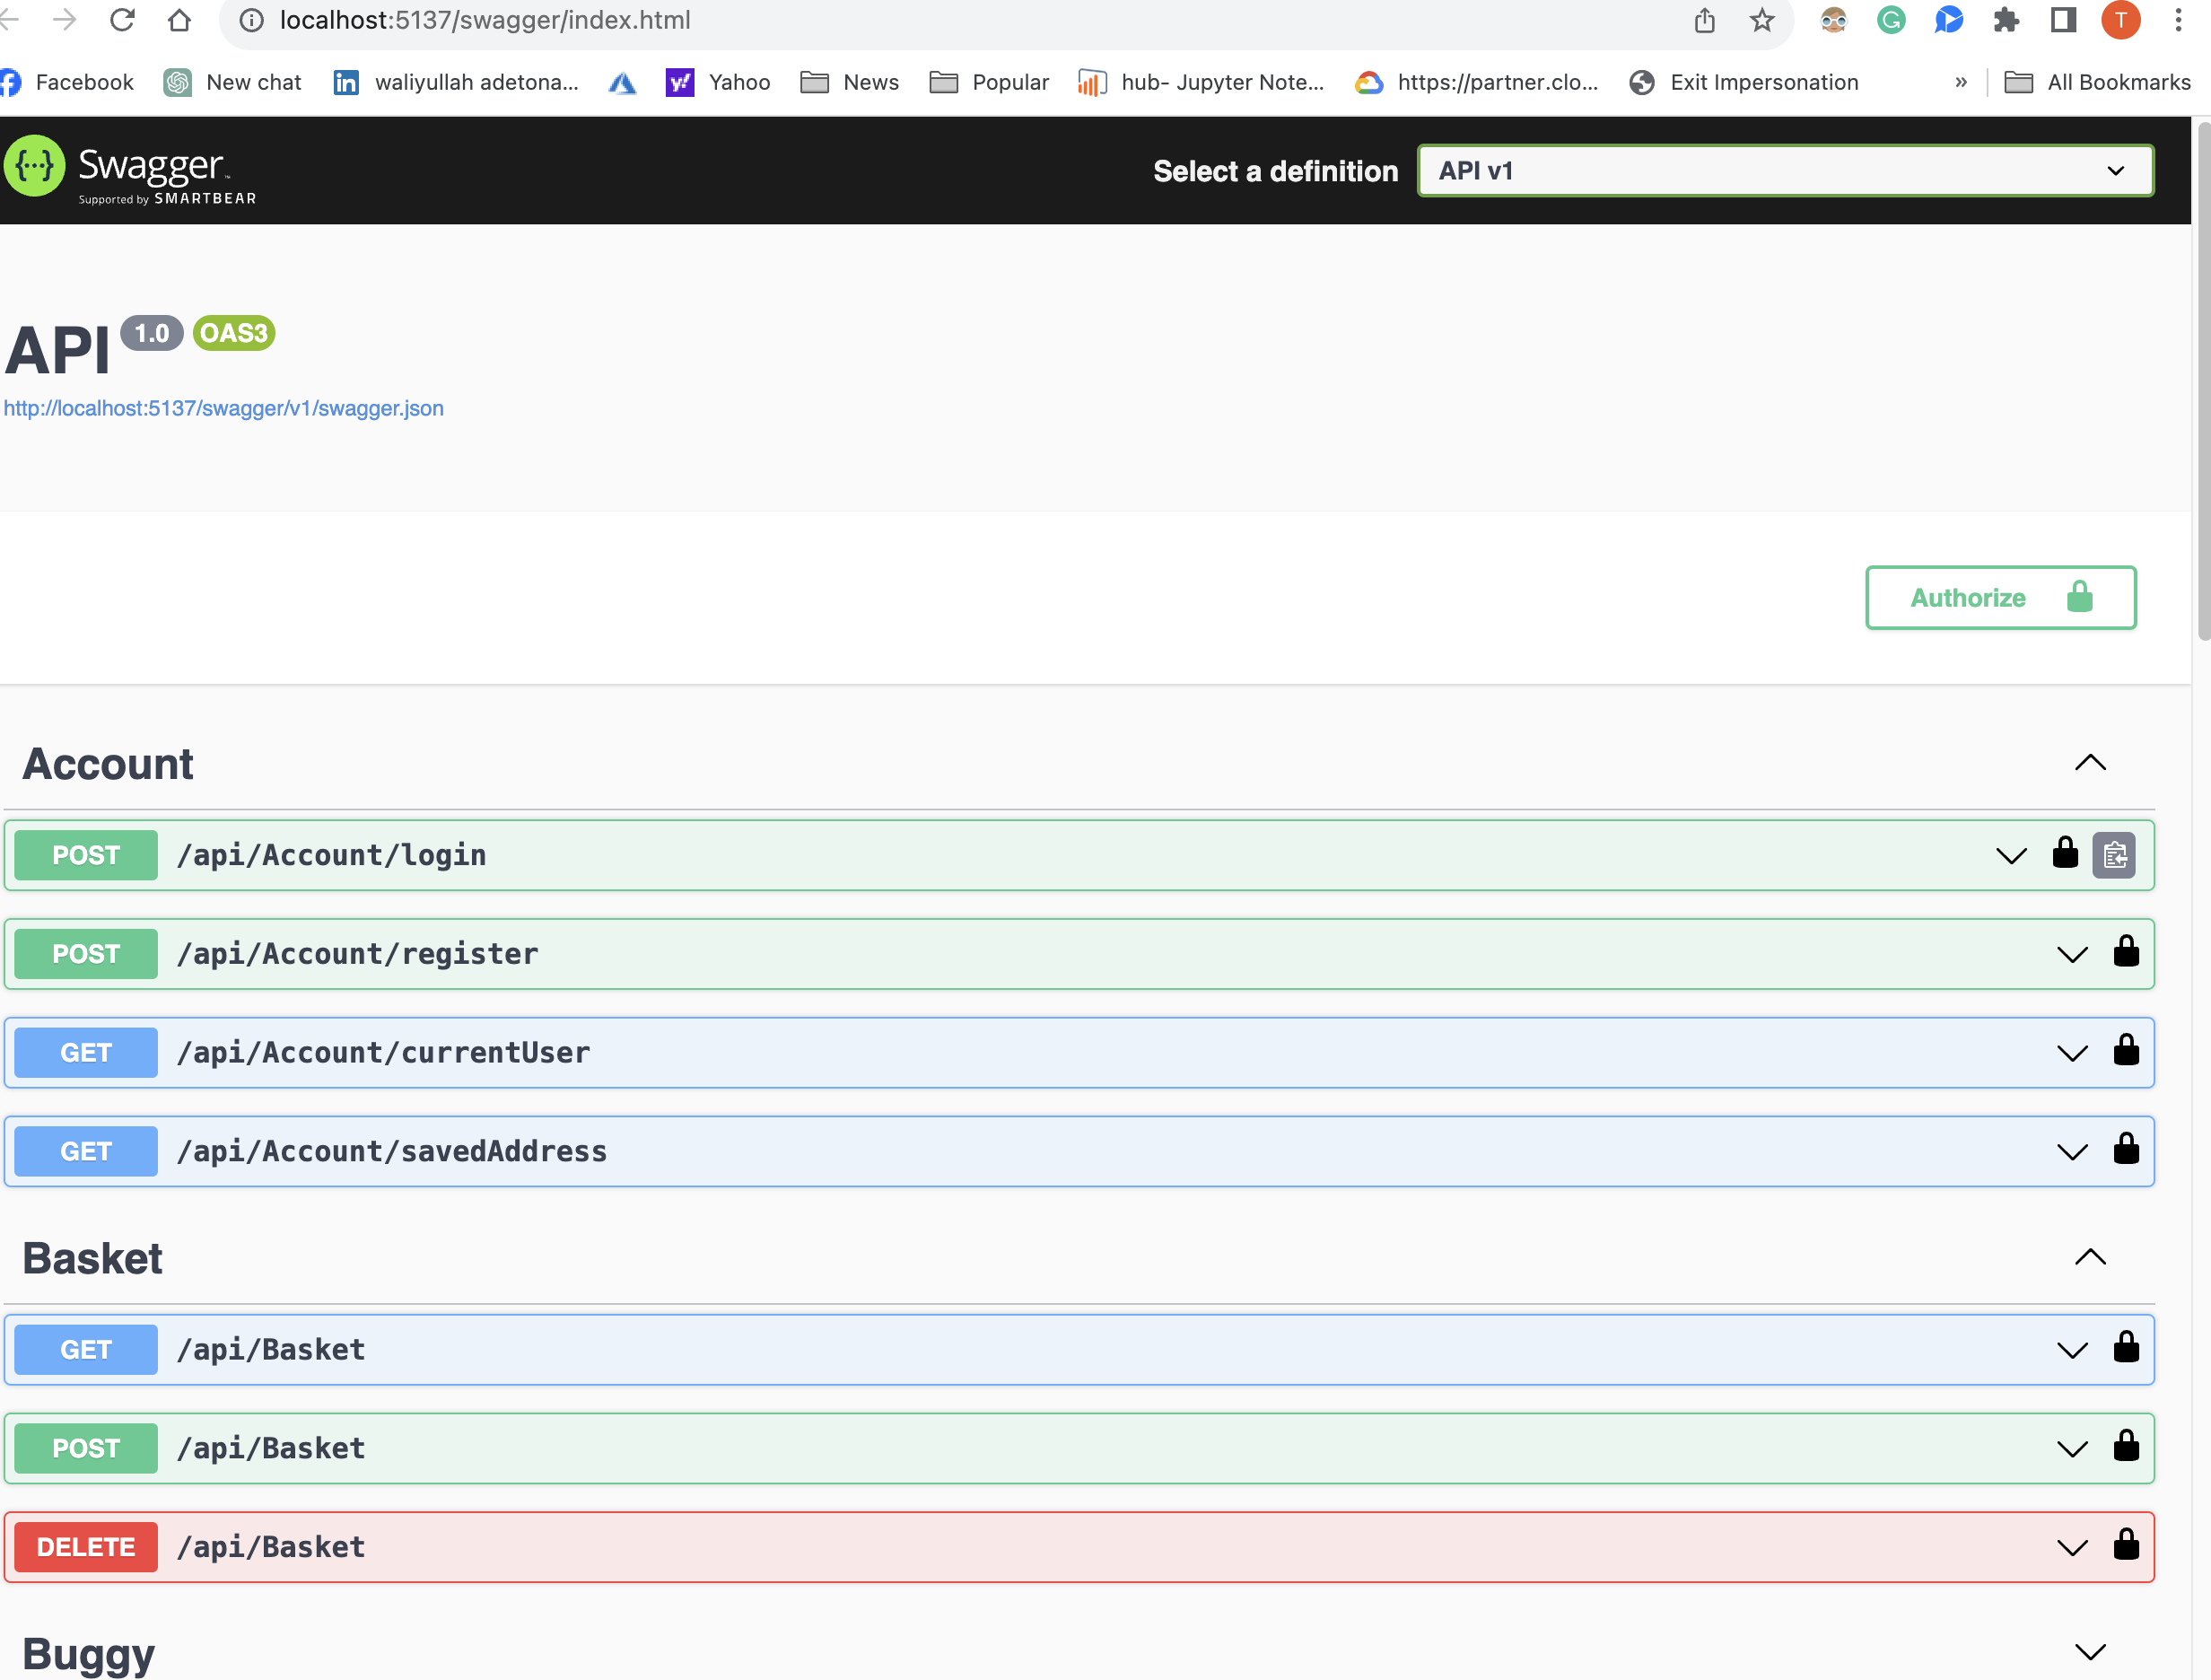 localhost:5137/swagger/index.html
T
Facebook New chat waliyullah adetona... Yahoo News Popular hub- Jupyter Note... https://partner.clo... Exit Impersonation » All Bookmarks
Swagger™
Supported by SMARTBEAR
Select a definition API v1
API 1.0 OAS3
http://localhost:5137/swagger/v1/swagger.json
Authorize
Account
POST /api/Account/login
POST /api/Account/register
GET /api/Account/currentUser
GET /api/Account/savedAddress
Basket
GET /api/Basket
POST /api/Basket
DELETE /api/Basket
Buggy